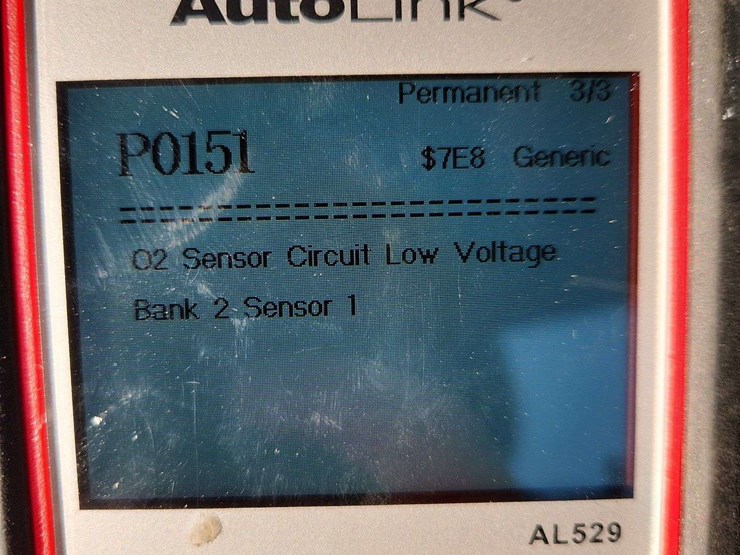 AutoLink®
Permanent 3/3
P0151 $7E8 Generic
================================
O2 Sensor Circuit Low Voltage
Bank 2 Sensor 1
AL529